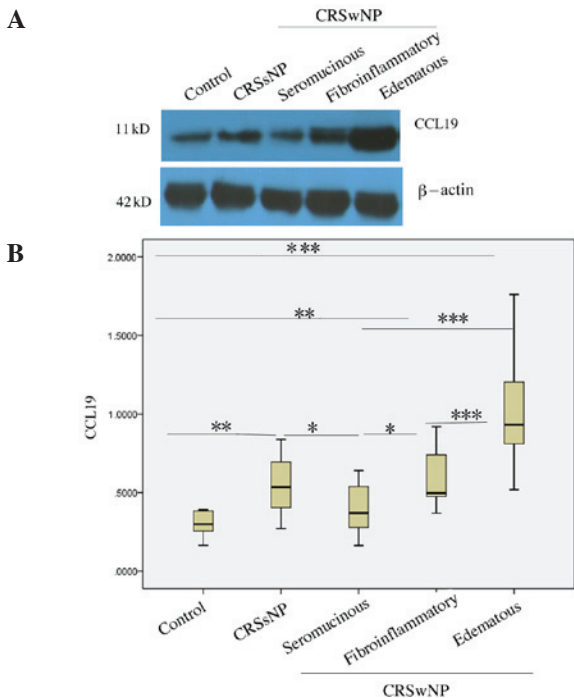 A
CRSwNP
Control
CRSsNP
Seromucinous
Fibroinflammatory
Edematous
11 kD
CCL19
42 kD
β-actin
B
2.0000
1.5000
1.0000
.5000
.0000
CCL19
***
**
***
**
*
*
***
Control
CRSsNP
Seromucinous
Fibroinflammatory
Edematous
CRSwNP